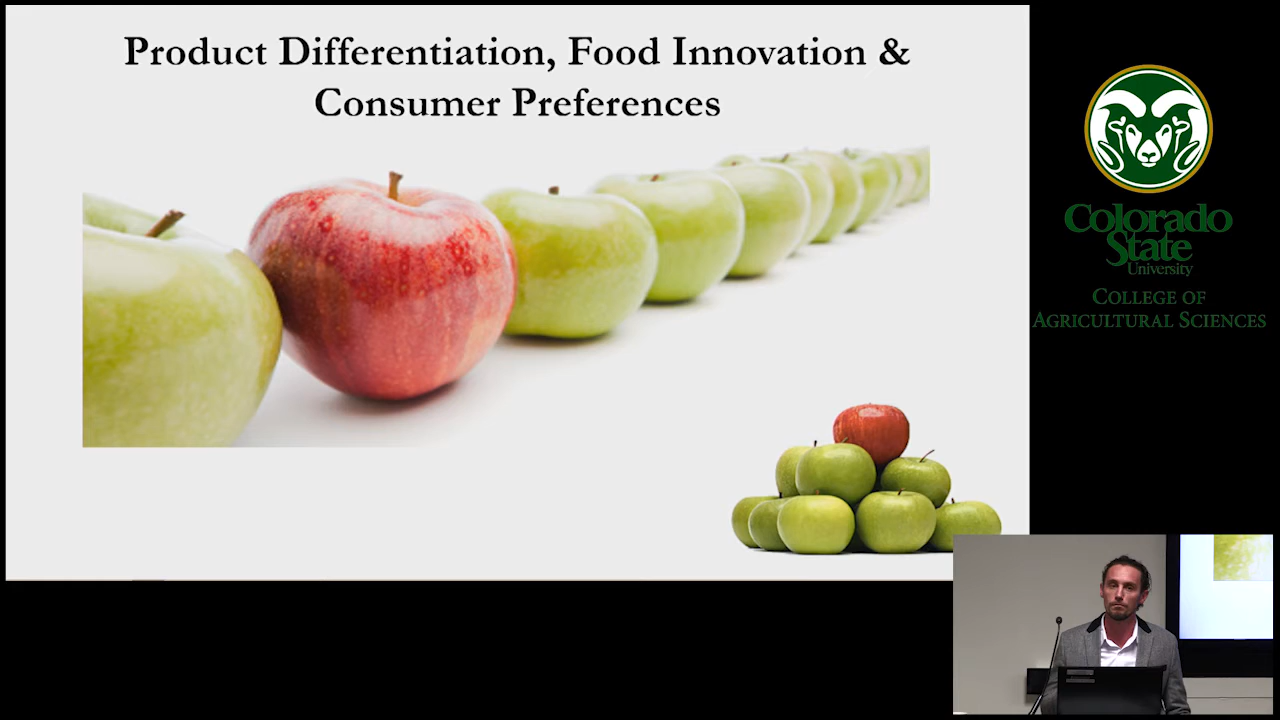 Product Differentiation, Food Innovation &
Consumer Preferences
Colorado
State
University
College of
Agricultural Sciences